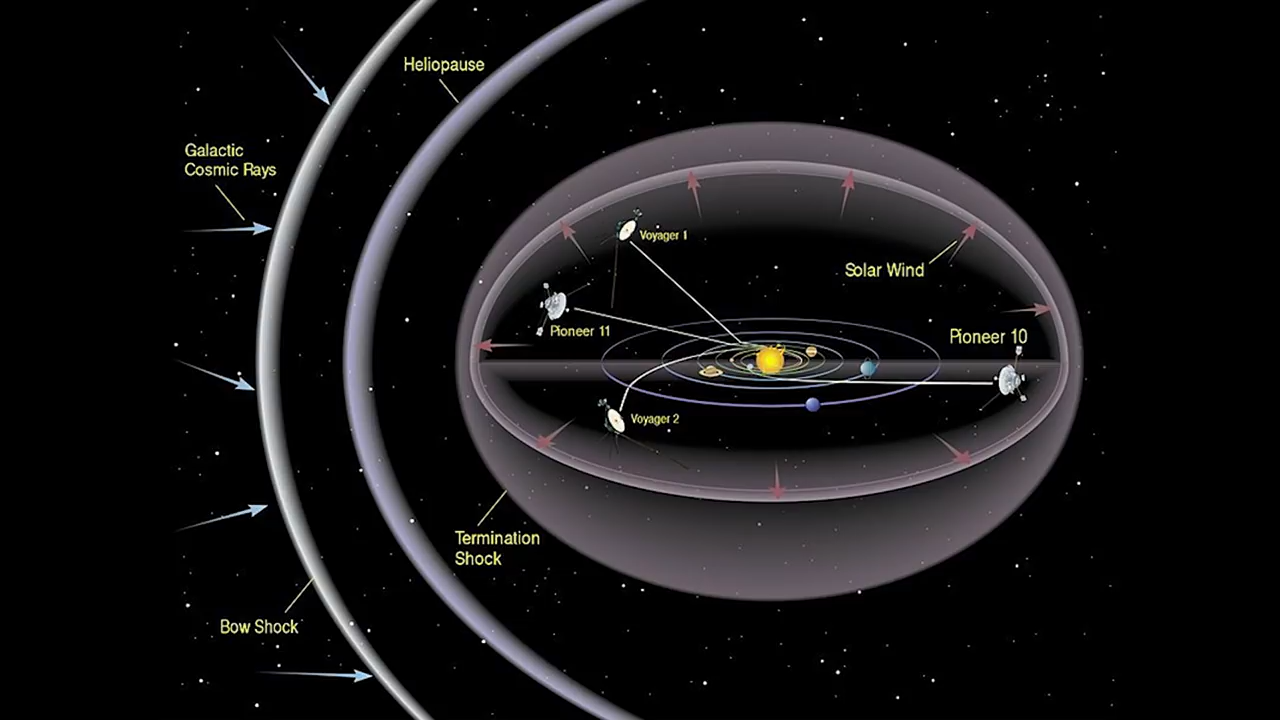 Heliopause
Galactic
Cosmic Rays
Voyager 1
Solar Wind
Pioneer 11
Pioneer 10
Voyager 2
Termination
Shock
Bow Shock